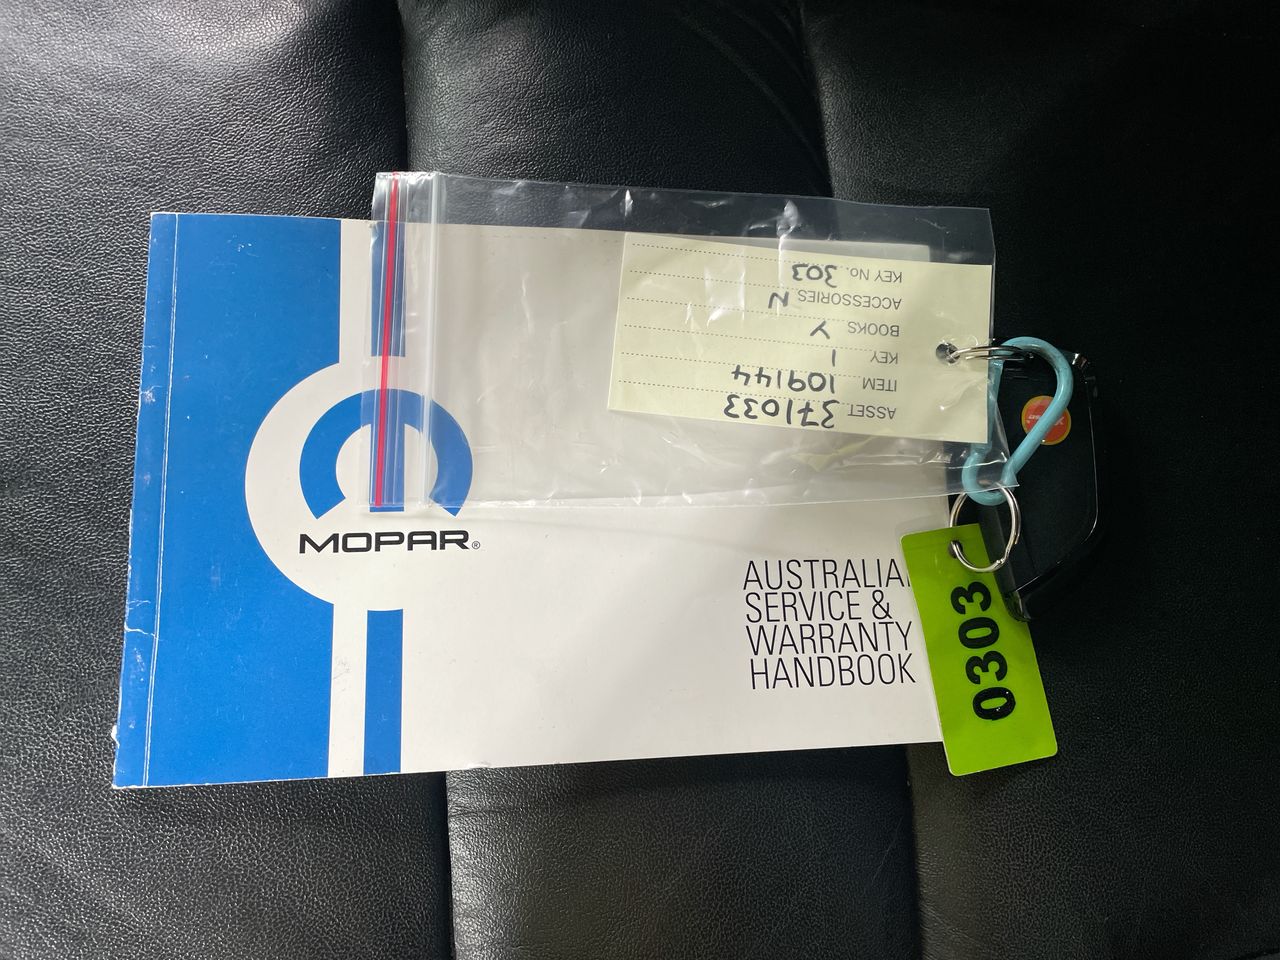 MOPAR®
AUSTRALIA
SERVICE &
WARRANTY
HANDBOOK
ASSET 371033
ITEM 109144
KEY 1
BOOKS Y
ACCESSORIES N
KEY No. 303
0303